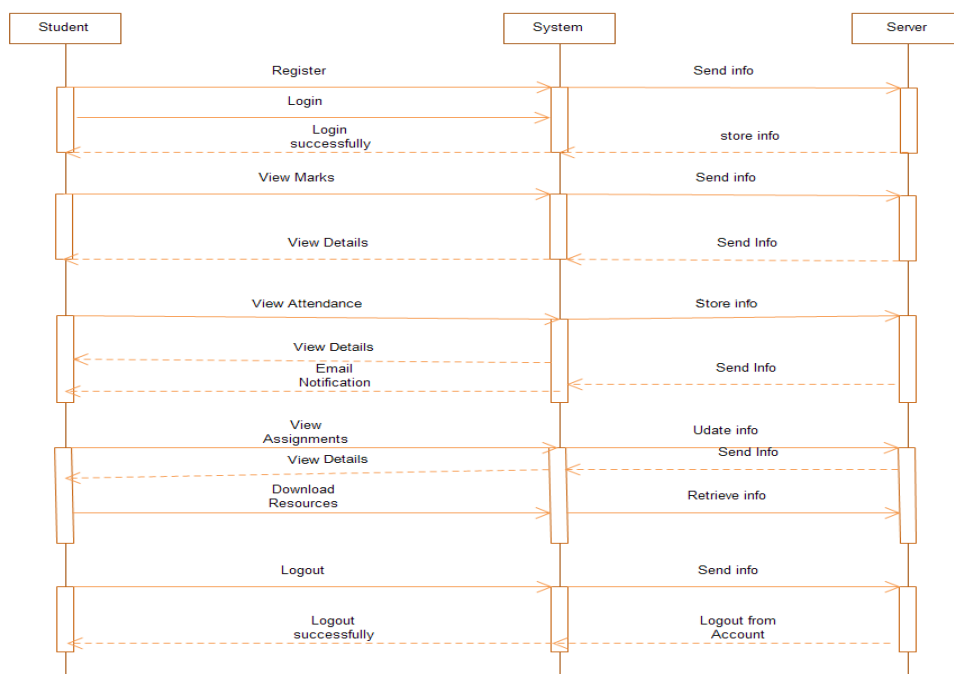 Student
System
Server
Register
Send info
Login
Login
successfully
store info
View Marks
Send info
View Details
Send Info
View Attendance
Store info
View Details
Email
Notification
Send Info
View
Assignments
Udate info
View Details
Send Info
Download
Resources
Retrieve info
Logout
Send info
Logout
successfully
Logout from
Account